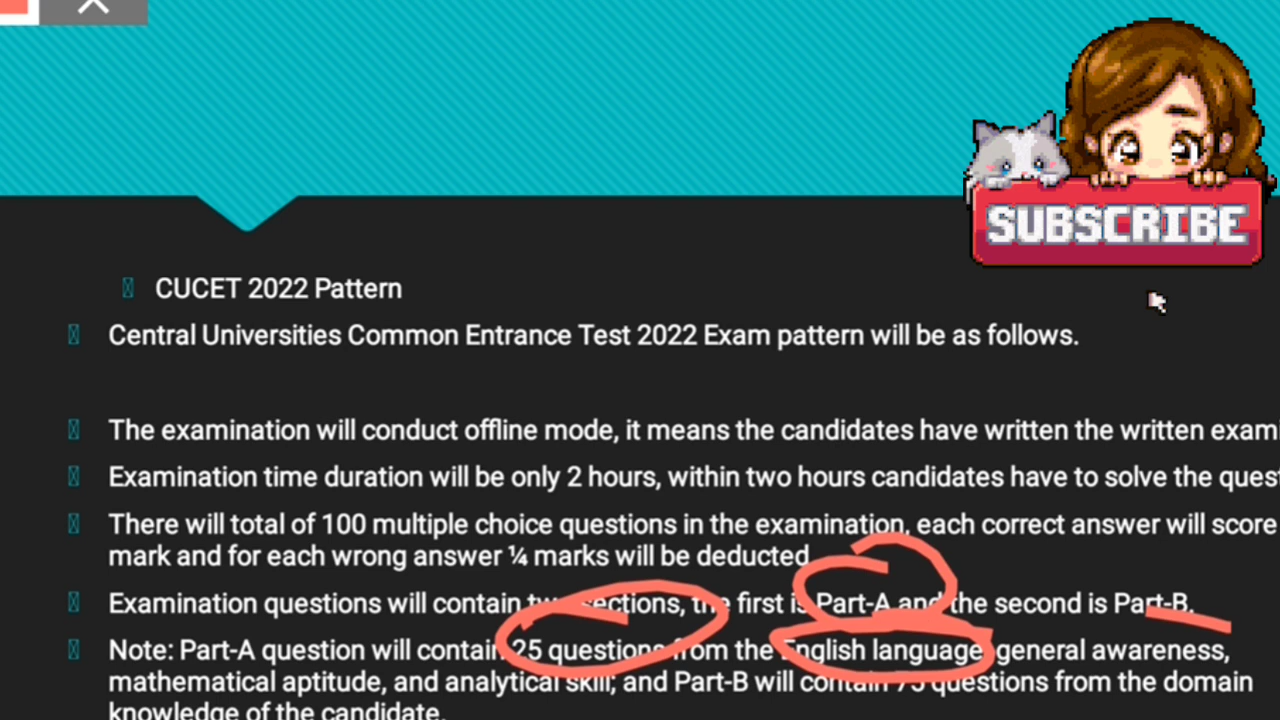 SUBSCRIBE
CUCET 2022 Pattern
Central Universities Common Entrance Test 2022 Exam pattern will be as follows.
The examination will conduct offline mode, it means the candidates have written the written exam
Examination time duration will be only 2 hours, within two hours candidates have to solve the ques
There will total of 100 multiple choice questions in the examination, each correct answer will score
mark and for each wrong answer ¼ marks will be deducted
Examination questions will contain two sections, the first is Part-A and the second is Part-B.
Note: Part-A question will contain 25 questions from the English language, general awareness,
mathematical aptitude, and analytical skill; and Part-B will contain 75 questions from the domain
knowledge of the candidate.